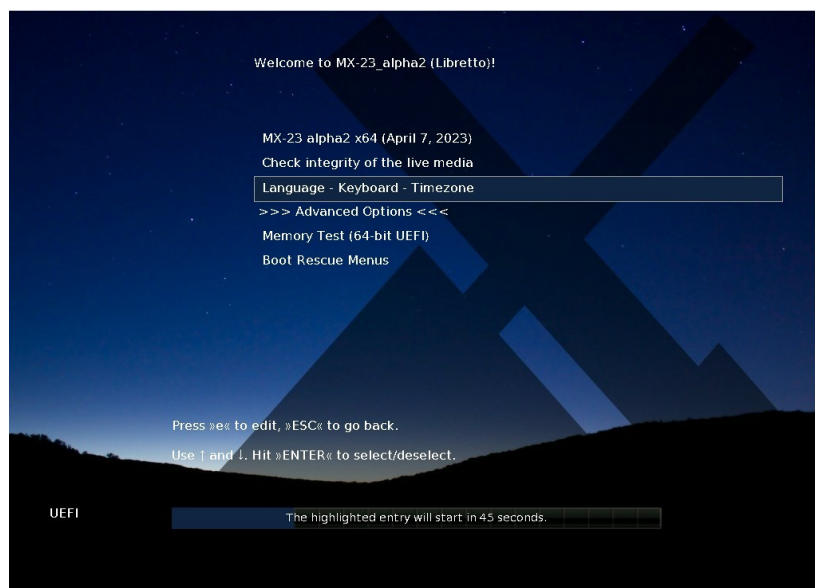 Welcome to MX-23_alpha2 (Libretto)!
MX-23 alpha2 x64 (April 7, 2023)
Check integrity of the live media
Language - Keyboard - Timezone
>>> Advanced Options <<<
Memory Test (64-bit UEFI)
Boot Rescue Menus
Press »e« to edit, »ESC« to go back.
Use ↑ and ↓. Hit »ENTER« to select/deselect.
UEFI
The highlighted entry will start in 45 seconds.